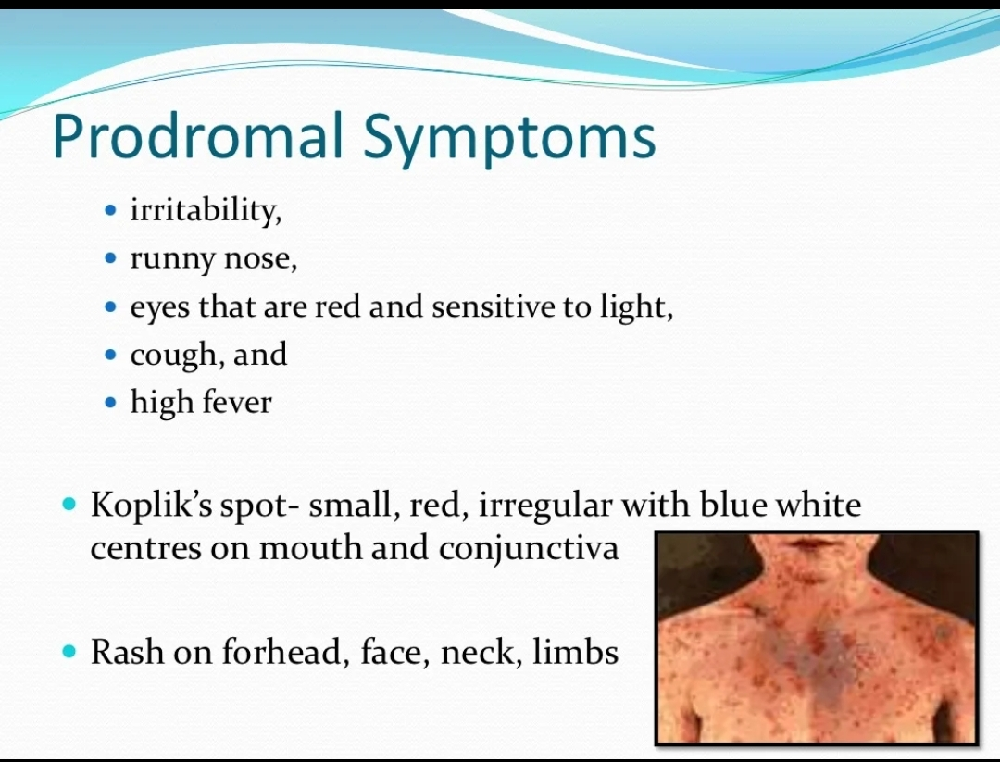 Prodromal Symptoms
• irritability,
• runny nose,
• eyes that are red and sensitive to light,
• cough, and
• high fever
• Koplik’s spot- small, red, irregular with blue white
centres on mouth and conjunctiva
• Rash on forhead, face, neck, limbs